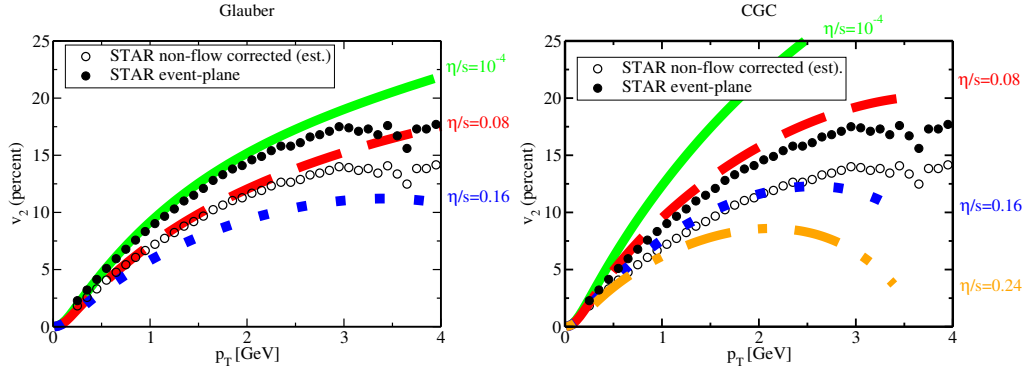 Glauber
25
20
15
10
5
0
v₂ (percent)
STAR non-flow corrected (est.)
STAR event-plane
η/s=10⁻⁴
η/s=0.08
η/s=0.16
0 1 2 3 4
p_T [GeV]
CGC
25
20
15
10
5
0
v₂ (percent)
STAR non-flow corrected (est).
STAR event-plane
η/s=10⁻⁴
η/s=0.08
η/s=0.16
η/s=0.24
0 1 2 3 4
p_T [GeV]